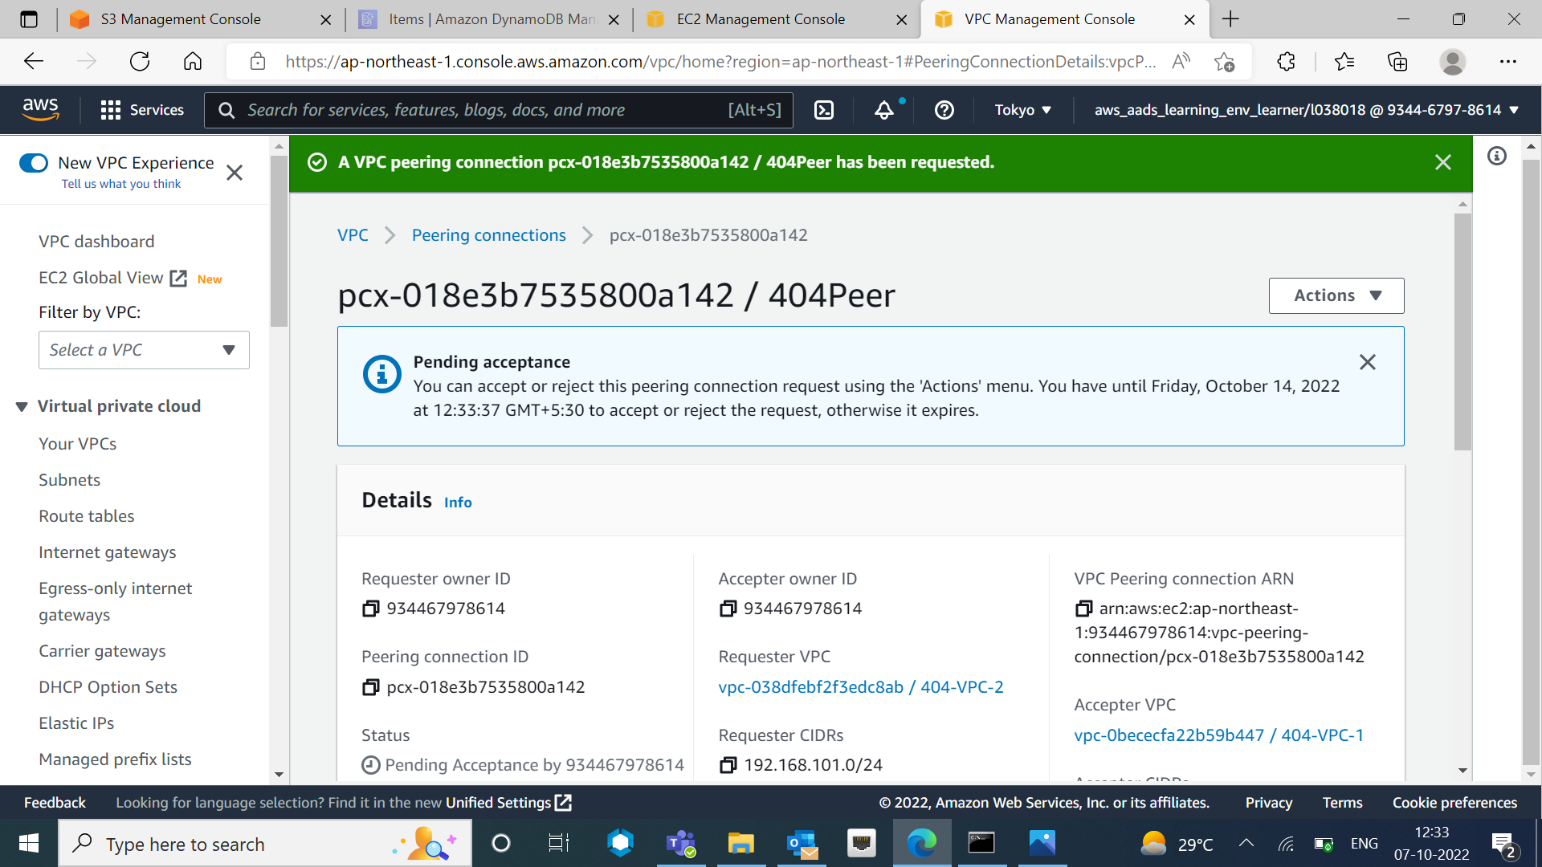 S3 Management Console
Items | Amazon DynamoDB Man
EC2 Management Console
VPC Management Console
https://ap-northeast-1.console.aws.amazon.com/vpc/home?region=ap-northeast-1#PeeringConnectionDetails:vpcP...
aws
Services
Search for services, features, blogs, docs, and more
[Alt+S]
Tokyo
aws_aads_learning_env_learner/l038018 @ 9344-6797-8614
New VPC Experience
Tell us what you think
VPC dashboard
EC2 Global View New
Filter by VPC:
Select a VPC
Virtual private cloud
Your VPCs
Subnets
Route tables
Internet gateways
Egress-only internet
gateways
Carrier gateways
DHCP Option Sets
Elastic IPs
Managed prefix lists
A VPC peering connection pcx-018e3b7535800a142 / 404Peer has been requested.
VPC
Peering connections
pcx-018e3b7535800a142
pcx-018e3b7535800a142 / 404Peer
Actions
Pending acceptance
You can accept or reject this peering connection request using the 'Actions' menu. You have until Friday, October 14, 2022
at 12:33:37 GMT+5:30 to accept or reject the request, otherwise it expires.
Details Info
Requester owner ID
934467978614
Peering connection ID
pcx-018e3b7535800a142
Status
Pending Acceptance by 934467978614
Accepter owner ID
934467978614
Requester VPC
vpc-038dfebf2f3edc8ab / 404-VPC-2
Requester CIDRs
192.168.101.0/24
VPC Peering connection ARN
arn:aws:ec2:ap-northeast-
1:934467978614:vpc-peering-
connection/pcx-018e3b7535800a142
Accepter VPC
vpc-0bececfa22b59b447 / 404-VPC-1
Accepter CIDRs
Feedback
Looking for language selection? Find it in the new Unified Settings
© 2022, Amazon Web Services, Inc. or its affiliates.
Privacy
Terms
Cookie preferences
Type here to search
29°C
ENG
12:33
07-10-2022
2